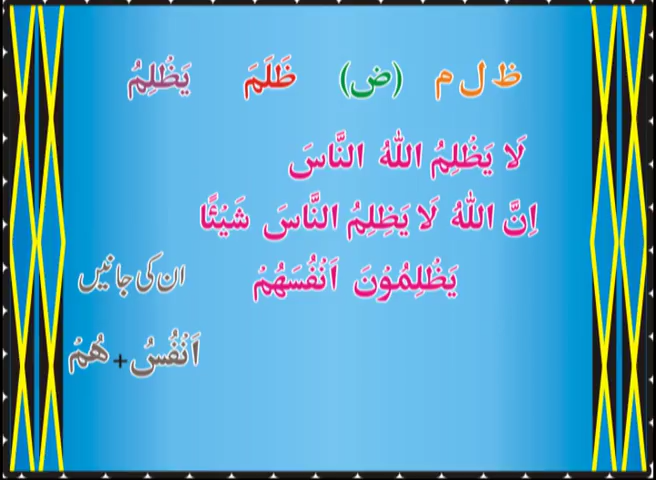 ظ ل م (ض) ظَلَمَ يَظْلِمُ
لَا يَظْلِمُ اللّٰهُ النَّاسَ
اِنَّ اللّٰهُ لَا يَظِلِمُ النَّاسَ شَيْئًا
يَظْلِمُوْنَ اَنْفُسَهُمْ ان کی جانیں
اَنْفُسُ + هُمْ